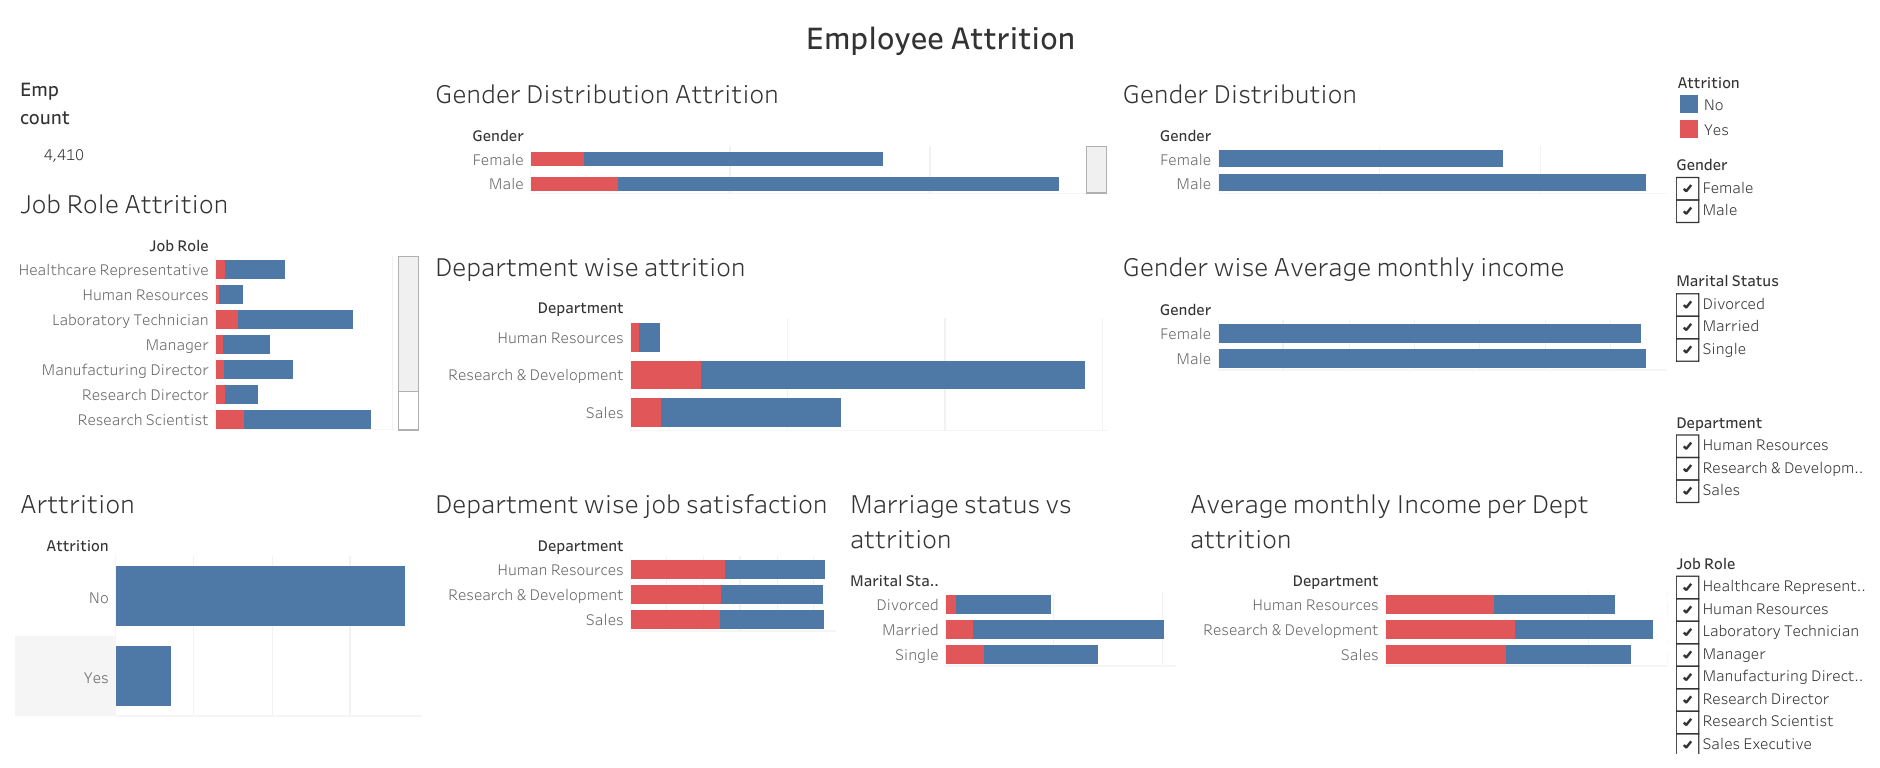 Employee Attrition
Emp
count
4,410
Job Role Attrition
Job Role
Healthcare Representative
Human Resources
Laboratory Technician
Manager
Manufacturing Director
Research Director
Research Scientist
Arttrition
Attrition
No
Yes
Gender Distribution Attrition
Gender
Female
Male
Department wise attrition
Department
Human Resources
Research & Development
Sales
Department wise job satisfaction
Department
Human Resources
Research & Development
Sales
Marriage status vs
attrition
Marital Sta..
Divorced
Married
Single
Gender Distribution
Gender
Female
Male
Gender wise Average monthly income
Gender
Female
Male
Average monthly Income per Dept
attrition
Department
Human Resources
Research & Development
Sales
Attrition
No
Yes
Gender
Female
Male
Marital Status
Divorced
Married
Single
Department
Human Resources
Research & Developm..
Sales
Job Role
Healthcare Represent..
Human Resources
Laboratory Technician
Manager
Manufacturing Direct..
Research Director
Research Scientist
Sales Executive